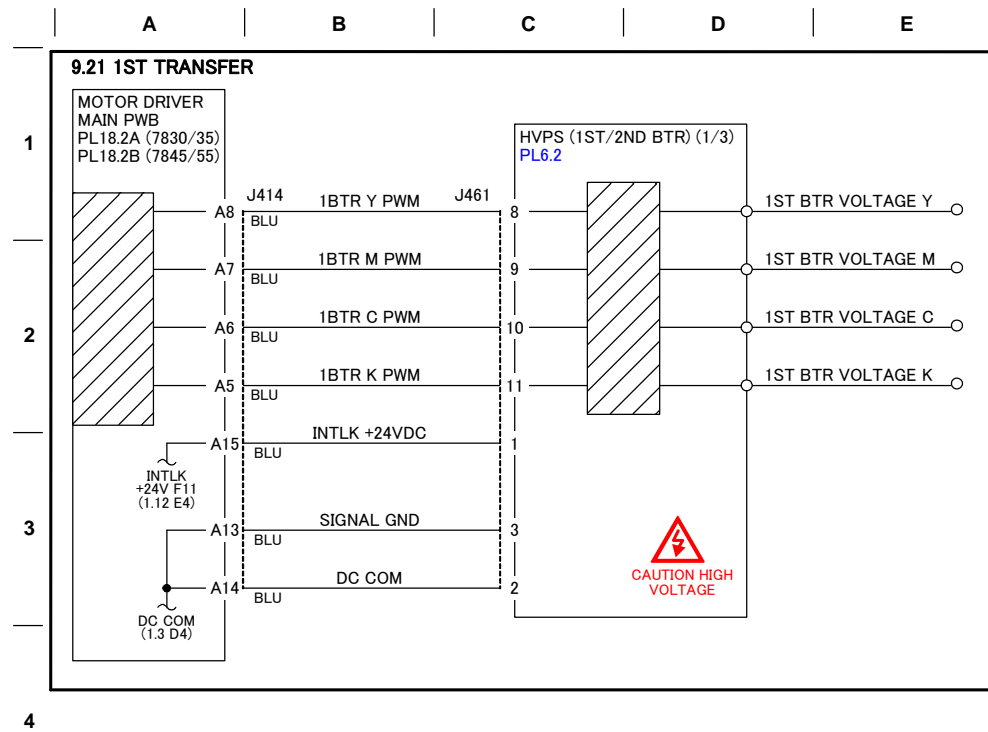 A B C D E
9.21 1ST TRANSFER
MOTOR DRIVER
MAIN PWB
PL18.2A (7830/35)
PL18.2B (7845/55)
1
HVPS (1ST/2ND BTR) (1/3)
PL6.2
J414 J461
A8 BLU 1BTR Y PWM 8 1ST BTR VOLTAGE Y
A7 BLU 1BTR M PWM 9 1ST BTR VOLTAGE M
2
A6 BLU 1BTR C PWM 10 1ST BTR VOLTAGE C
A5 BLU 1BTR K PWM 11 1ST BTR VOLTAGE K
A15 BLU INTLK +24VDC 1
INTLK
+24V F11
(1.12 E4)
3
A13 BLU SIGNAL GND 3
A14 BLU DC COM 2
CAUTION HIGH
VOLTAGE
DC COM
(1.3 D4)
4